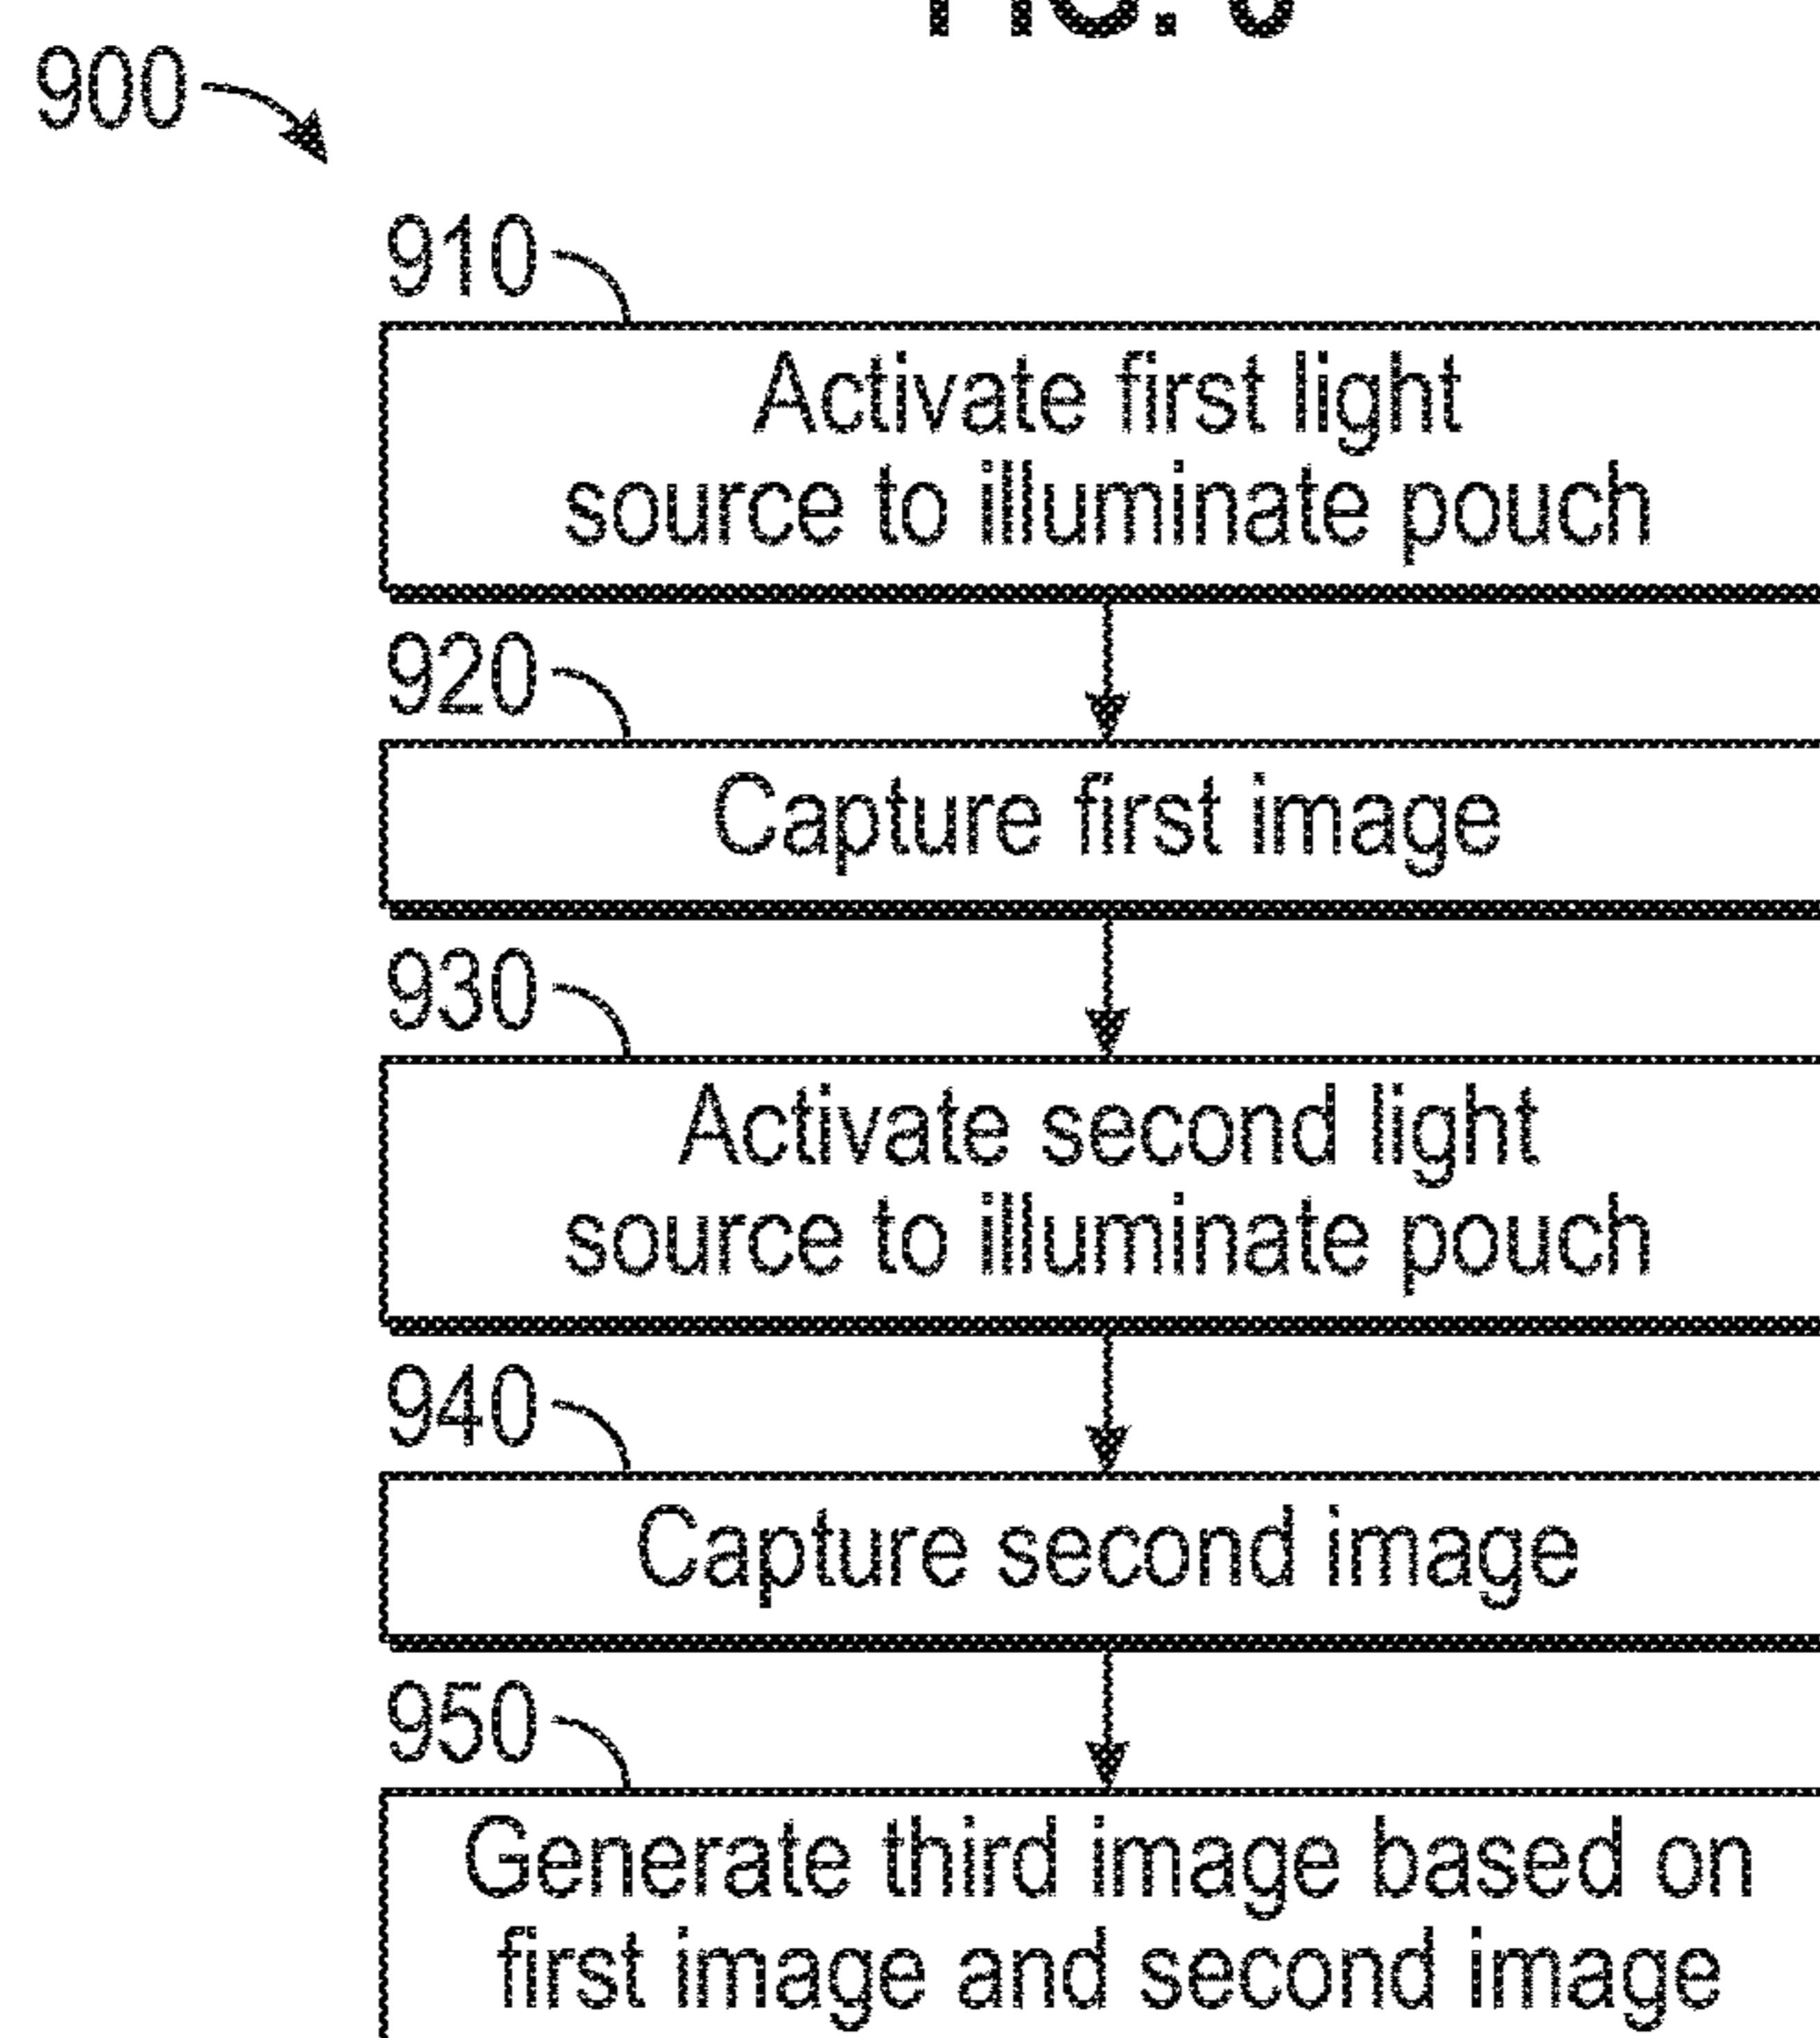 900
910
Activate first light
source to illuminate pouch
920
Capture first image
930
Activate second light
source to illuminate pouch
940
Capture second image
950
Generate third image based on
first image and second image